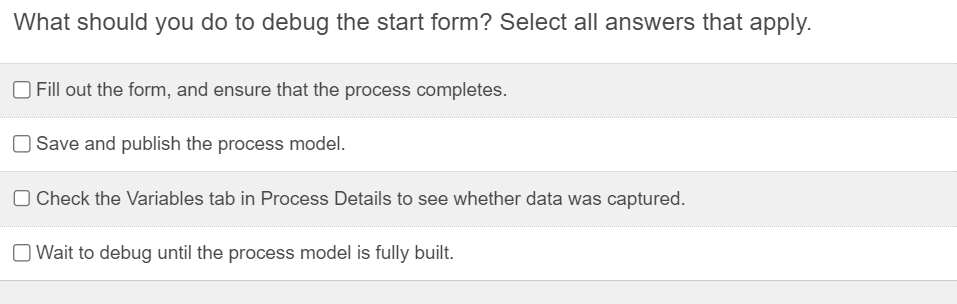 What should you do to debug the start form? Select all answers that apply.
Fill out the form, and ensure that the process completes.
Save and publish the process model.
Check the Variables tab in Process Details to see whether data was captured.
Wait to debug until the process model is fully built.